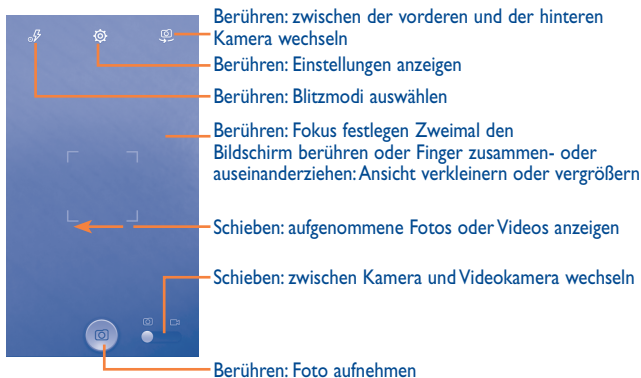 Berühren: zwischen der vorderen und der hinteren
Kamera wechseln
Berühren: Einstellungen anzeigen
Berühren: Blitzmodi auswählen
Berühren: Fokus festlegen Zweimal den
Bildschirm berühren oder Finger zusammen- oder
auseinanderziehen: Ansicht verkleinern oder vergrößern
Schieben: aufgenommene Fotos oder Videos anzeigen
Schieben: zwischen Kamera und Videokamera wechseln
Berühren: Foto aufnehmen